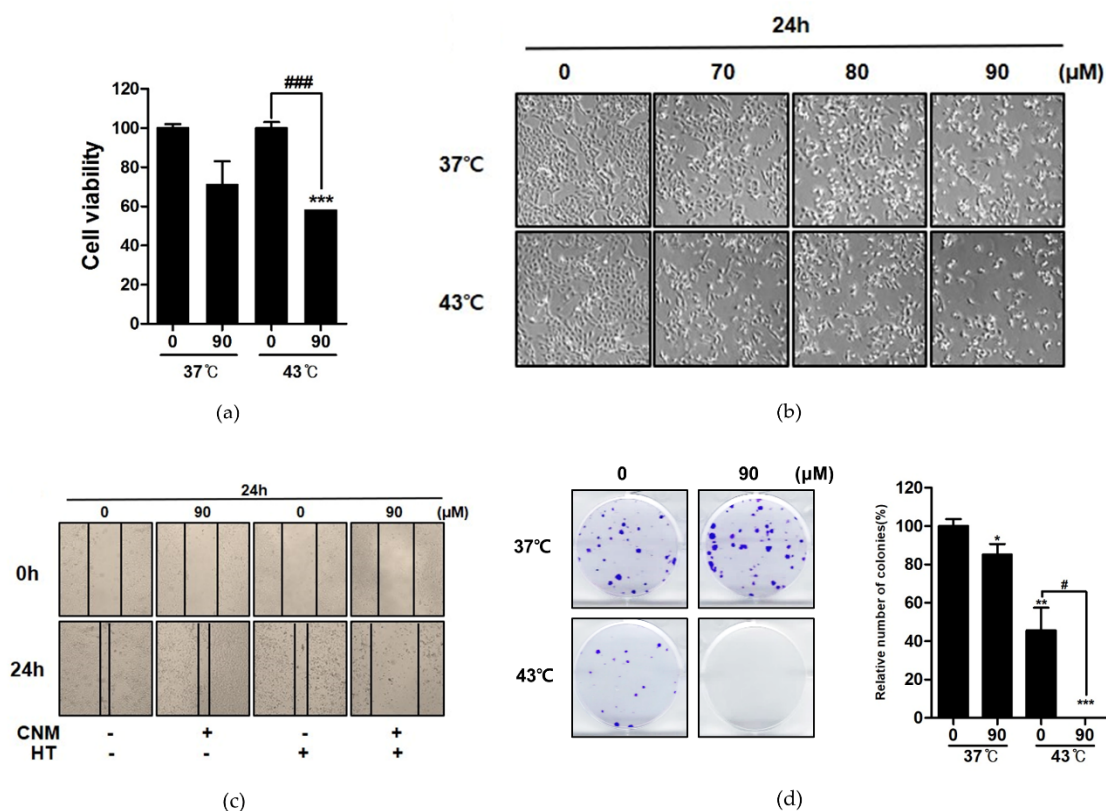 120
100
80
60
40
20
0
Cell viability
###
***
0 90 0 90
37℃ 43℃
(a)
24h
0 70 80 90 (μM)
37℃
43℃
(b)
24h
0 90 0 90 (μM)
0h
24h
CNM - + - +
HT - - + +
(c)
0 90 (μM)
37℃
43℃
120
100
80
60
40
20
0
Relative number of colonies(%)
*
**
#
***
0 90 0 90
37℃ 43℃
(d)